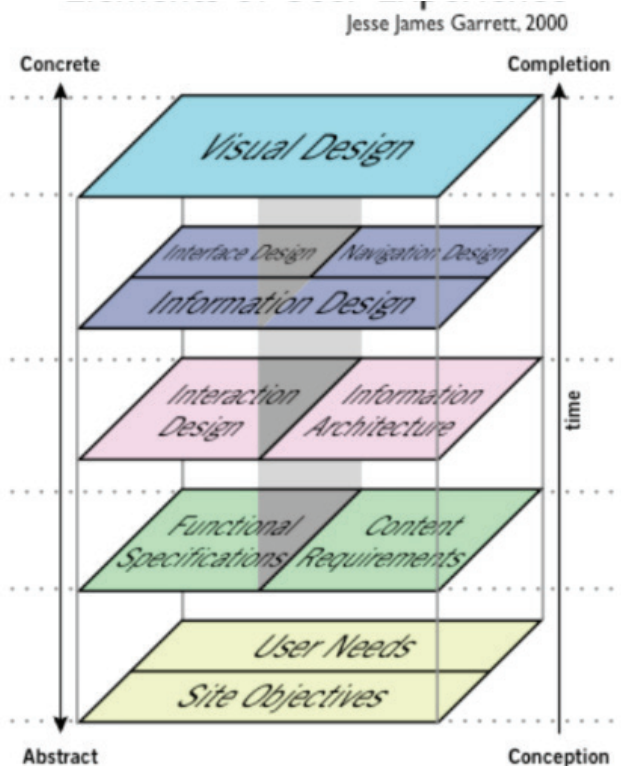 Jesse James Garrett, 2000
Concrete
Completion
Visual Design
Interface Design
Navigation Design
Information Design
Interaction
Design
Information
Architecture
time
Functional
Specifications
Content
Requirements
User Needs
Site Objectives
Abstract
Conception